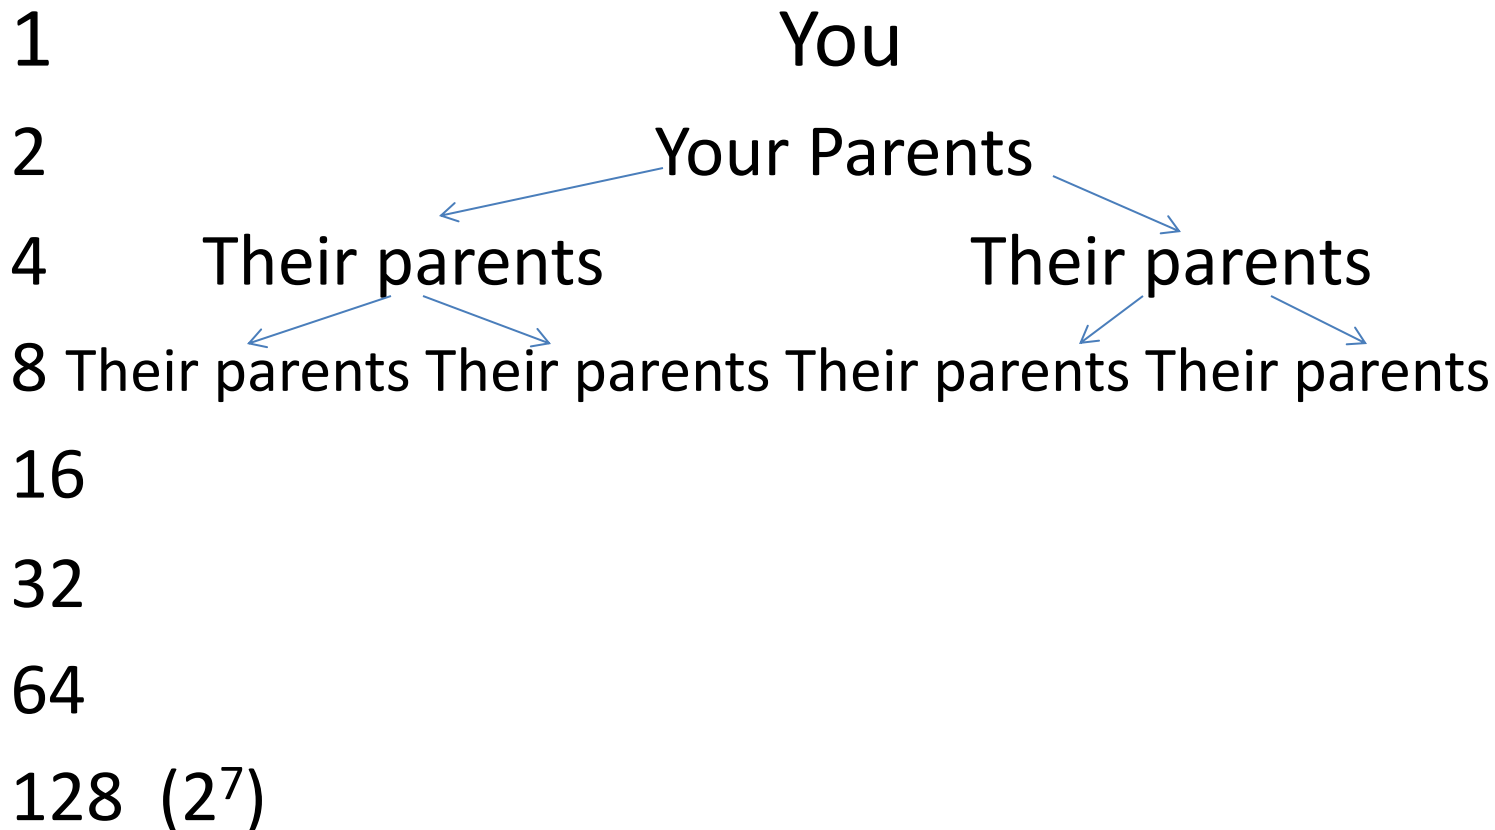 1 You
2 Your Parents
4 Their parents Their parents
8 Their parents Their parents Their parents Their parents
16
32
64
128 (2⁷)